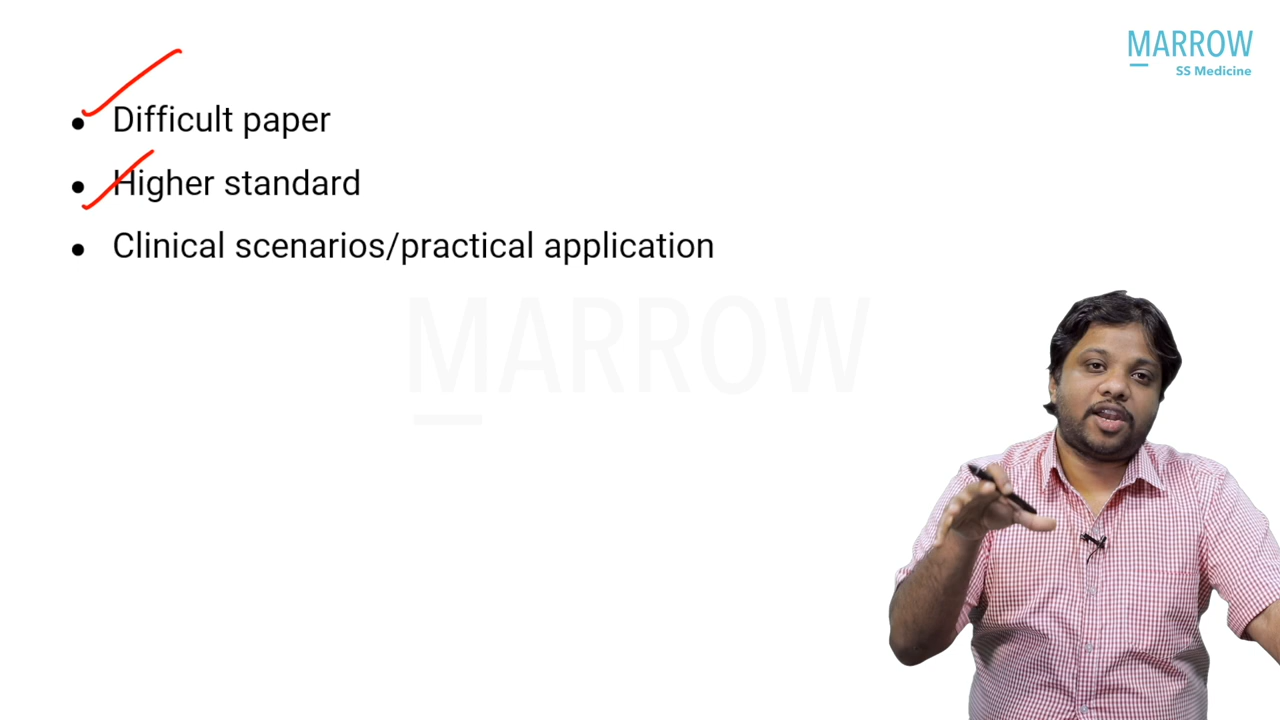 MARROW
SS Medicine
• Difficult paper
• Higher standard
• Clinical scenarios/practical application
MARROW